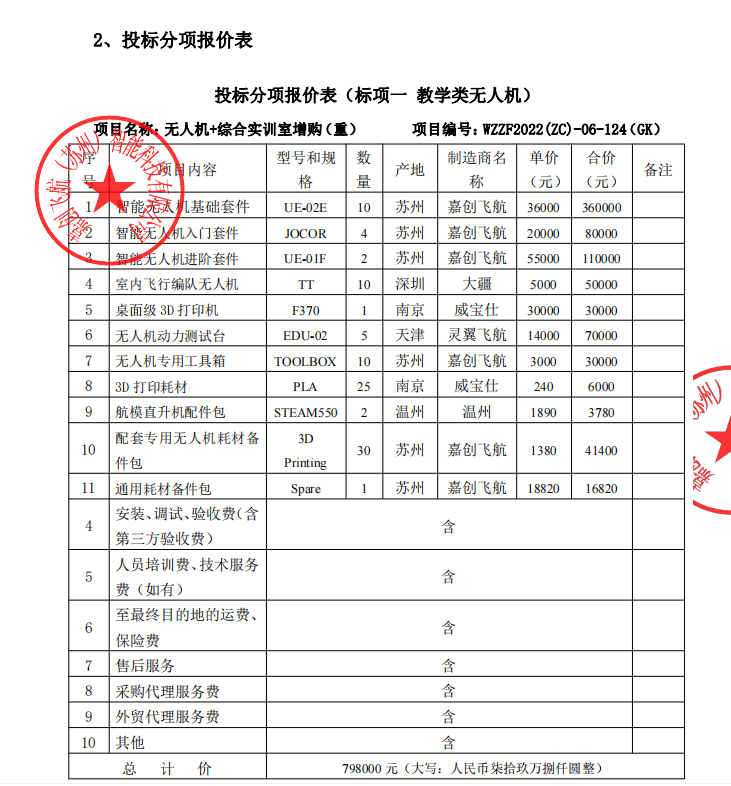 2、投标分项报价表
投标分项报价表（标项一 教学类无人机）
项目名称：无人机+综合实训室增购（重） 项目编号：WZZF2022(ZC)-06-124（GK）
序号 项目内容 型号和规格 数量 产地 制造商名称 单价（元） 合价（元） 备注
1 智能无人机基础套件 UE-02E 10 苏州 嘉创飞航 36000 360000
2 智能无人机入门套件 JOCOR 4 苏州 嘉创飞航 20000 80000
3 智能无人机进阶套件 UE-01F 2 苏州 嘉创飞航 55000 110000
4 室内飞行编队无人机 TT 10 深圳 大疆 5000 50000
5 桌面级 3D 打印机 F370 1 南京 威宝仕 30000 30000
6 无人机动力测试台 EDU-02 5 天津 灵翼飞航 14000 70000
7 无人机专用工具箱 TOOLBOX 10 苏州 嘉创飞航 3000 30000
8 3D 打印耗材 PLA 25 南京 威宝仕 240 6000
9 航模直升机配件包 STEAM550 2 温州 温州 1890 3780
10 配套专用无人机耗材备件包 3D Printing 30 苏州 嘉创飞航 1380 41400
11 通用耗材备件包 Spare 1 苏州 嘉创飞航 18820 16820
4 安装、调试、验收费（含第三方验收费） 含
5 人员培训费、技术服务费（如有） 含
6 至最终目的地的运费、保险费 含
7 售后服务 含
8 采购代理服务费 含
9 外贸代理服务费 含
10 其他 含
总 计 价 798000 元（大写：人民币柒拾玖万捌仟圆整）
嘉创飞航（苏州）智能科技有限公司